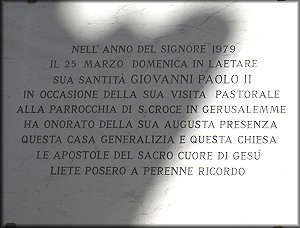 NELL' ANNO DEL SIGNORE 1979
IL 25 MARZO DOMENICA IN LAETARE
SUA SANTITÀ GIOVANNI PAOLO II
IN OCCASIONE DELLA SUA VISITA PASTORALE
ALLA PARROCCHIA DI S. CROCE IN GERUSALEMME
HA ONORATO DELLA SUA AUGUSTA PRESENZA
QUESTA CASA GENERALIZIA E QUESTA CHIESA
LE APOSTOLE DEL SACRO CUORE DI GESÙ
LIETE POSERO A PERENNE RICORDO